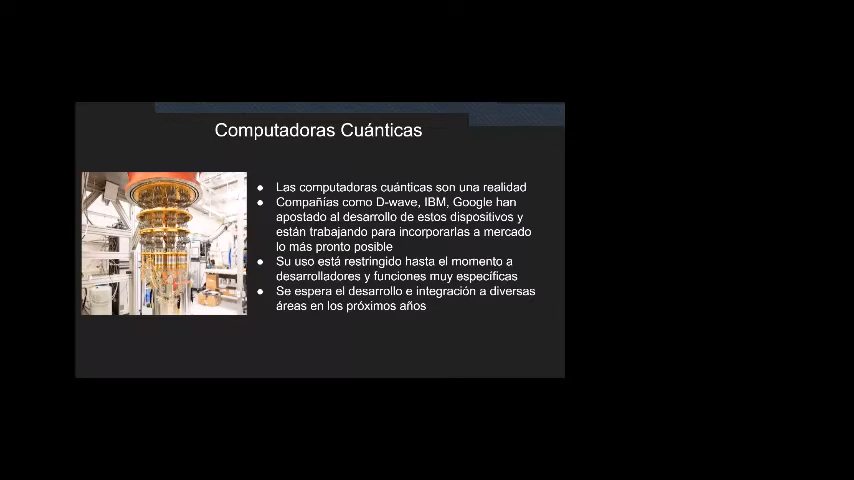 Computadoras Cuánticas
● Las computadoras cuánticas son una realidad
● Compañías como D-wave, IBM, Google han
apostado al desarrollo de estos dispositivos y
están trabajando para incorporarlas a mercado
lo más pronto posible
● Su uso está restringido hasta el momento a
desarrolladores y funciones muy específicas
● Se espera el desarrollo e integración a diversas
áreas en los próximos años